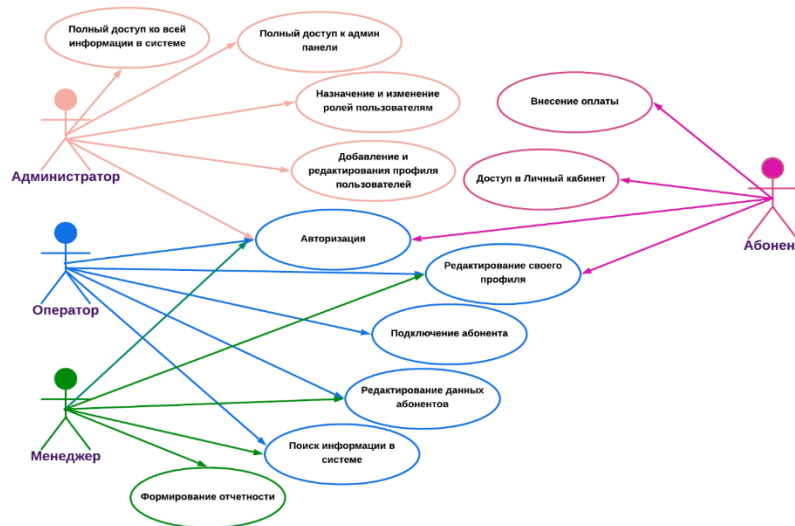 Полный доступ ко всей
информации в системе
Полный доступ к админ
панели
Назначение и изменение
ролей пользователям
Внесение оплаты
Администратор
Добавление и
редактирования профиля
пользователей
Доступ в Личный кабинет
Абонен
Авторизация
Редактирование своего
профиля
Оператор
Подключение абонента
Редактирование данных
абонентов
Менеджер
Поиск информации в
системе
Формирование отчетности